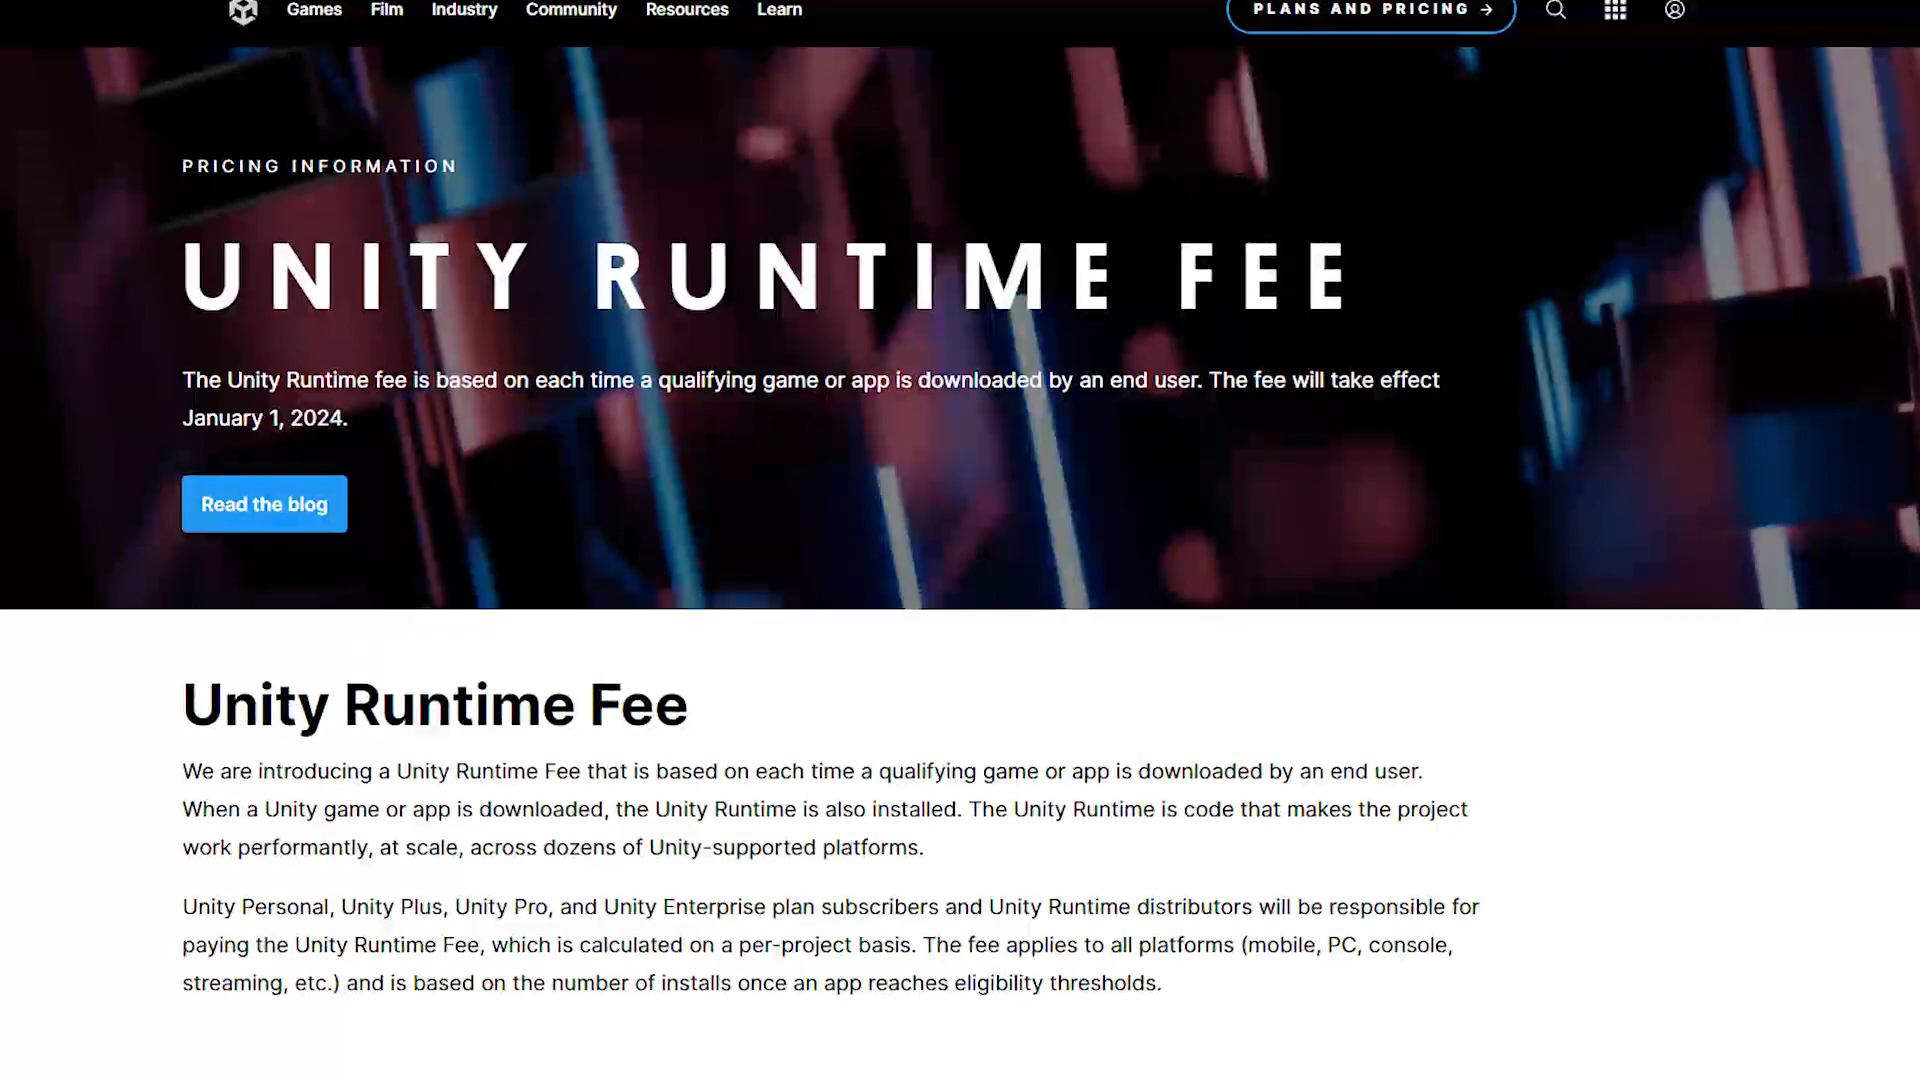 Games Film Industry Community Resources Learn PLANS AND PRICING →
PRICING INFORMATION
UNITY RUNTIME FEE
The Unity Runtime fee is based on each time a qualifying game or app is downloaded by an end user. The fee will take effect
January 1, 2024.
Read the blog
Unity Runtime Fee
We are introducing a Unity Runtime Fee that is based on each time a qualifying game or app is downloaded by an end user.
When a Unity game or app is downloaded, the Unity Runtime is also installed. The Unity Runtime is code that makes the project
work performantly, at scale, across dozens of Unity-supported platforms.
Unity Personal, Unity Plus, Unity Pro, and Unity Enterprise plan subscribers and Unity Runtime distributors will be responsible for
paying the Unity Runtime Fee, which is calculated on a per-project basis. The fee applies to all platforms (mobile, PC, console,
streaming, etc.) and is based on the number of installs once an app reaches eligibility thresholds.